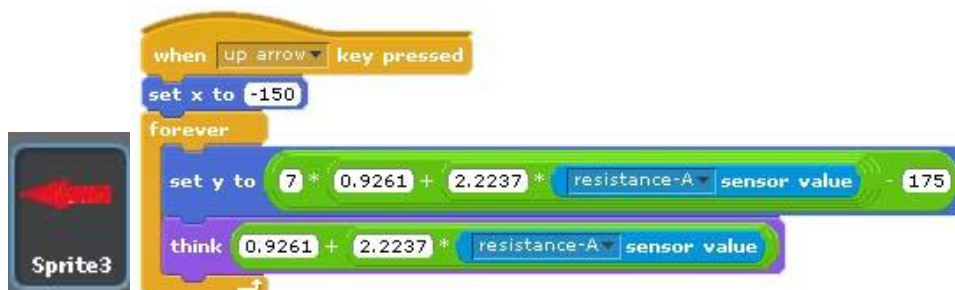 when up arrow key pressed
set x to -150
forever
set y to 7 * 0.9261 + 2.2237 * resistance-A sensor value - 175
think 0.9261 + 2.2237 * resistance-A sensor value
Sprite3